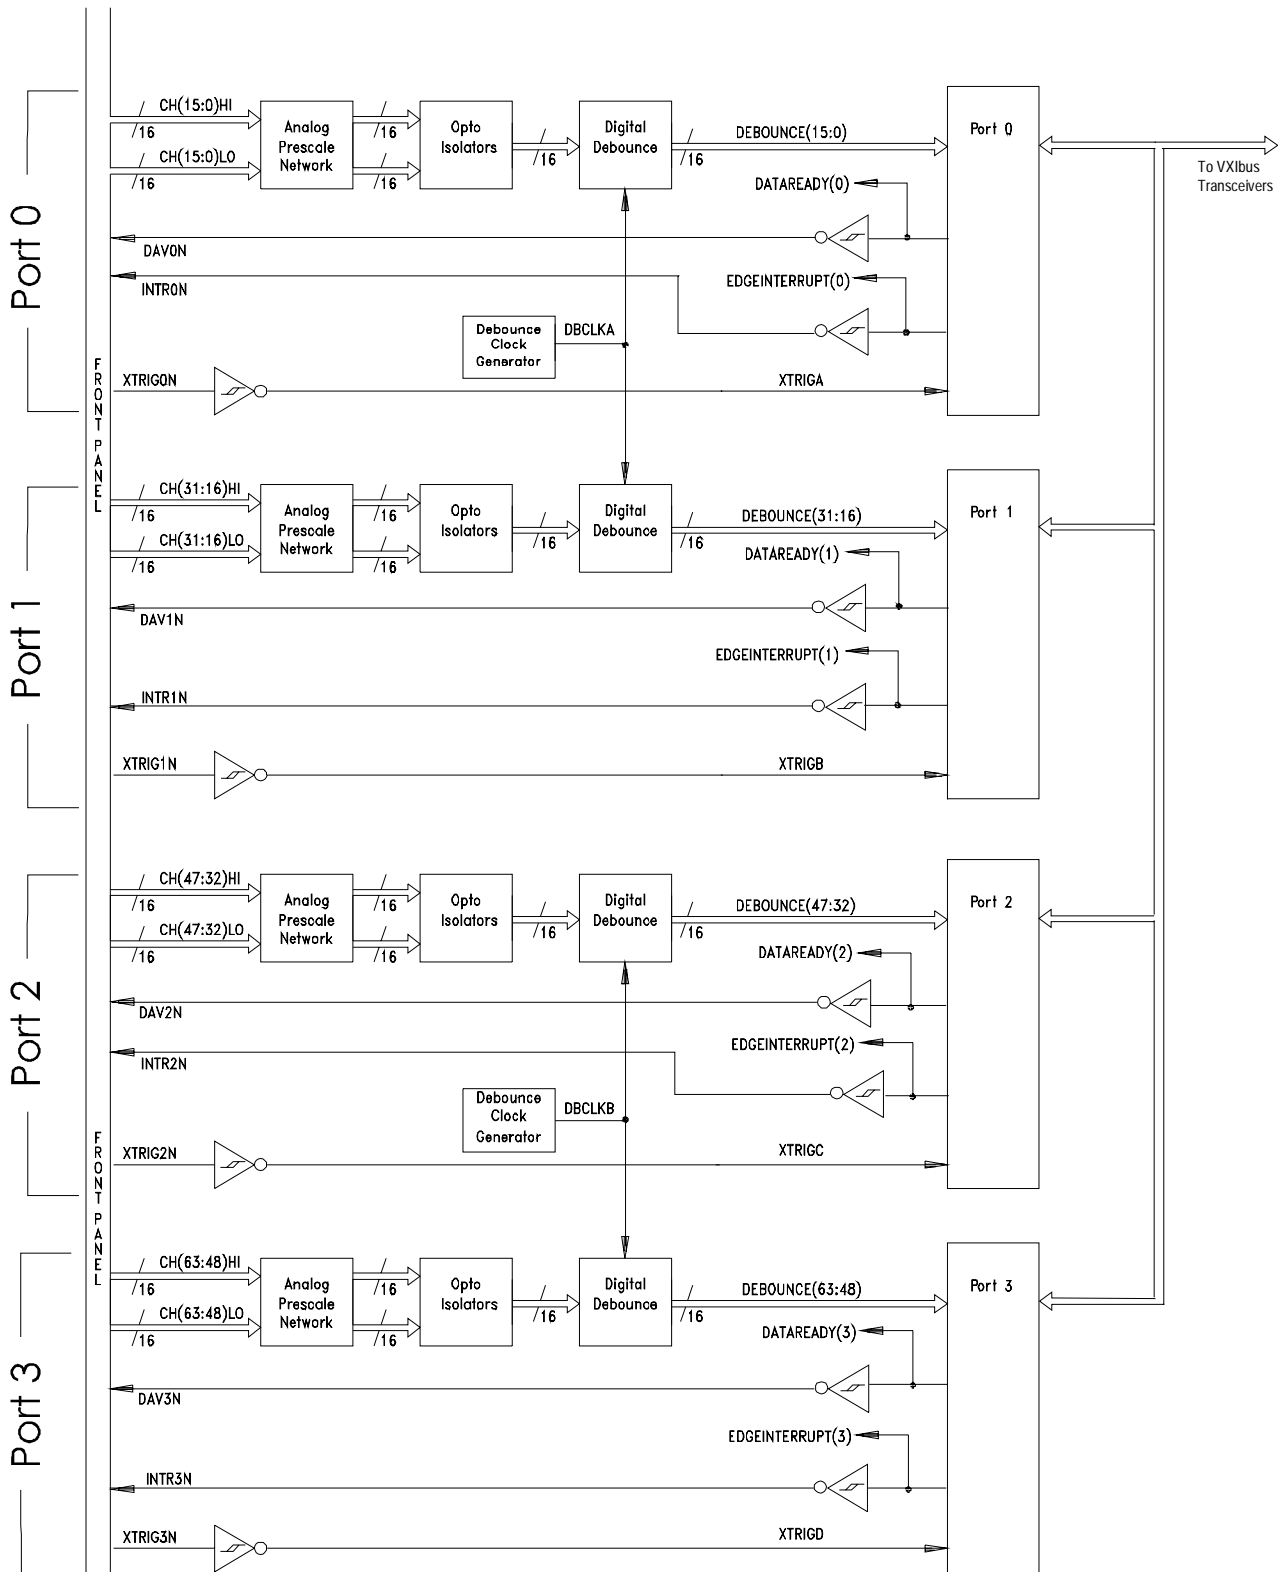 Port 0
CH(15:0)HI
16
CH(15:0)LO
16
Analog
Prescale
Network
16
16
Opto
Isolators
16
Digital
Debounce
16
DEBOUNCE(15:0)
Port 0
To VXIbus
Transceivers
DATAREADY(0)
DAV0N
EDGEINTERRUPT(0)
INTR0N
Debounce
Clock
Generator
DBCLKA
XTRIG0N
XTRIGA
FRONT PANEL
Port 1
CH(31:16)HI
16
CH(31:16)LO
16
Analog
Prescale
Network
16
16
Opto
Isolators
16
Digital
Debounce
16
DEBOUNCE(31:16)
Port 1
DATAREADY(1)
DAV1N
EDGEINTERRUPT(1)
INTR1N
XTRIG1N
XTRIGB
Port 2
CH(47:32)HI
16
CH(47:32)LO
16
Analog
Prescale
Network
16
16
Opto
Isolators
16
Digital
Debounce
16
DEBOUNCE(47:32)
Port 2
DATAREADY(2)
DAV2N
EDGEINTERRUPT(2)
INTR2N
Debounce
Clock
Generator
DBCLKB
XTRIG2N
XTRIGC
FRONT PANEL
Port 3
CH(63:48)HI
16
CH(63:48)LO
16
Analog
Prescale
Network
16
16
Opto
Isolators
16
Digital
Debounce
16
DEBOUNCE(63:48)
Port 3
DATAREADY(3)
DAV3N
EDGEINTERRUPT(3)
INTR3N
XTRIG3N
XTRIGD